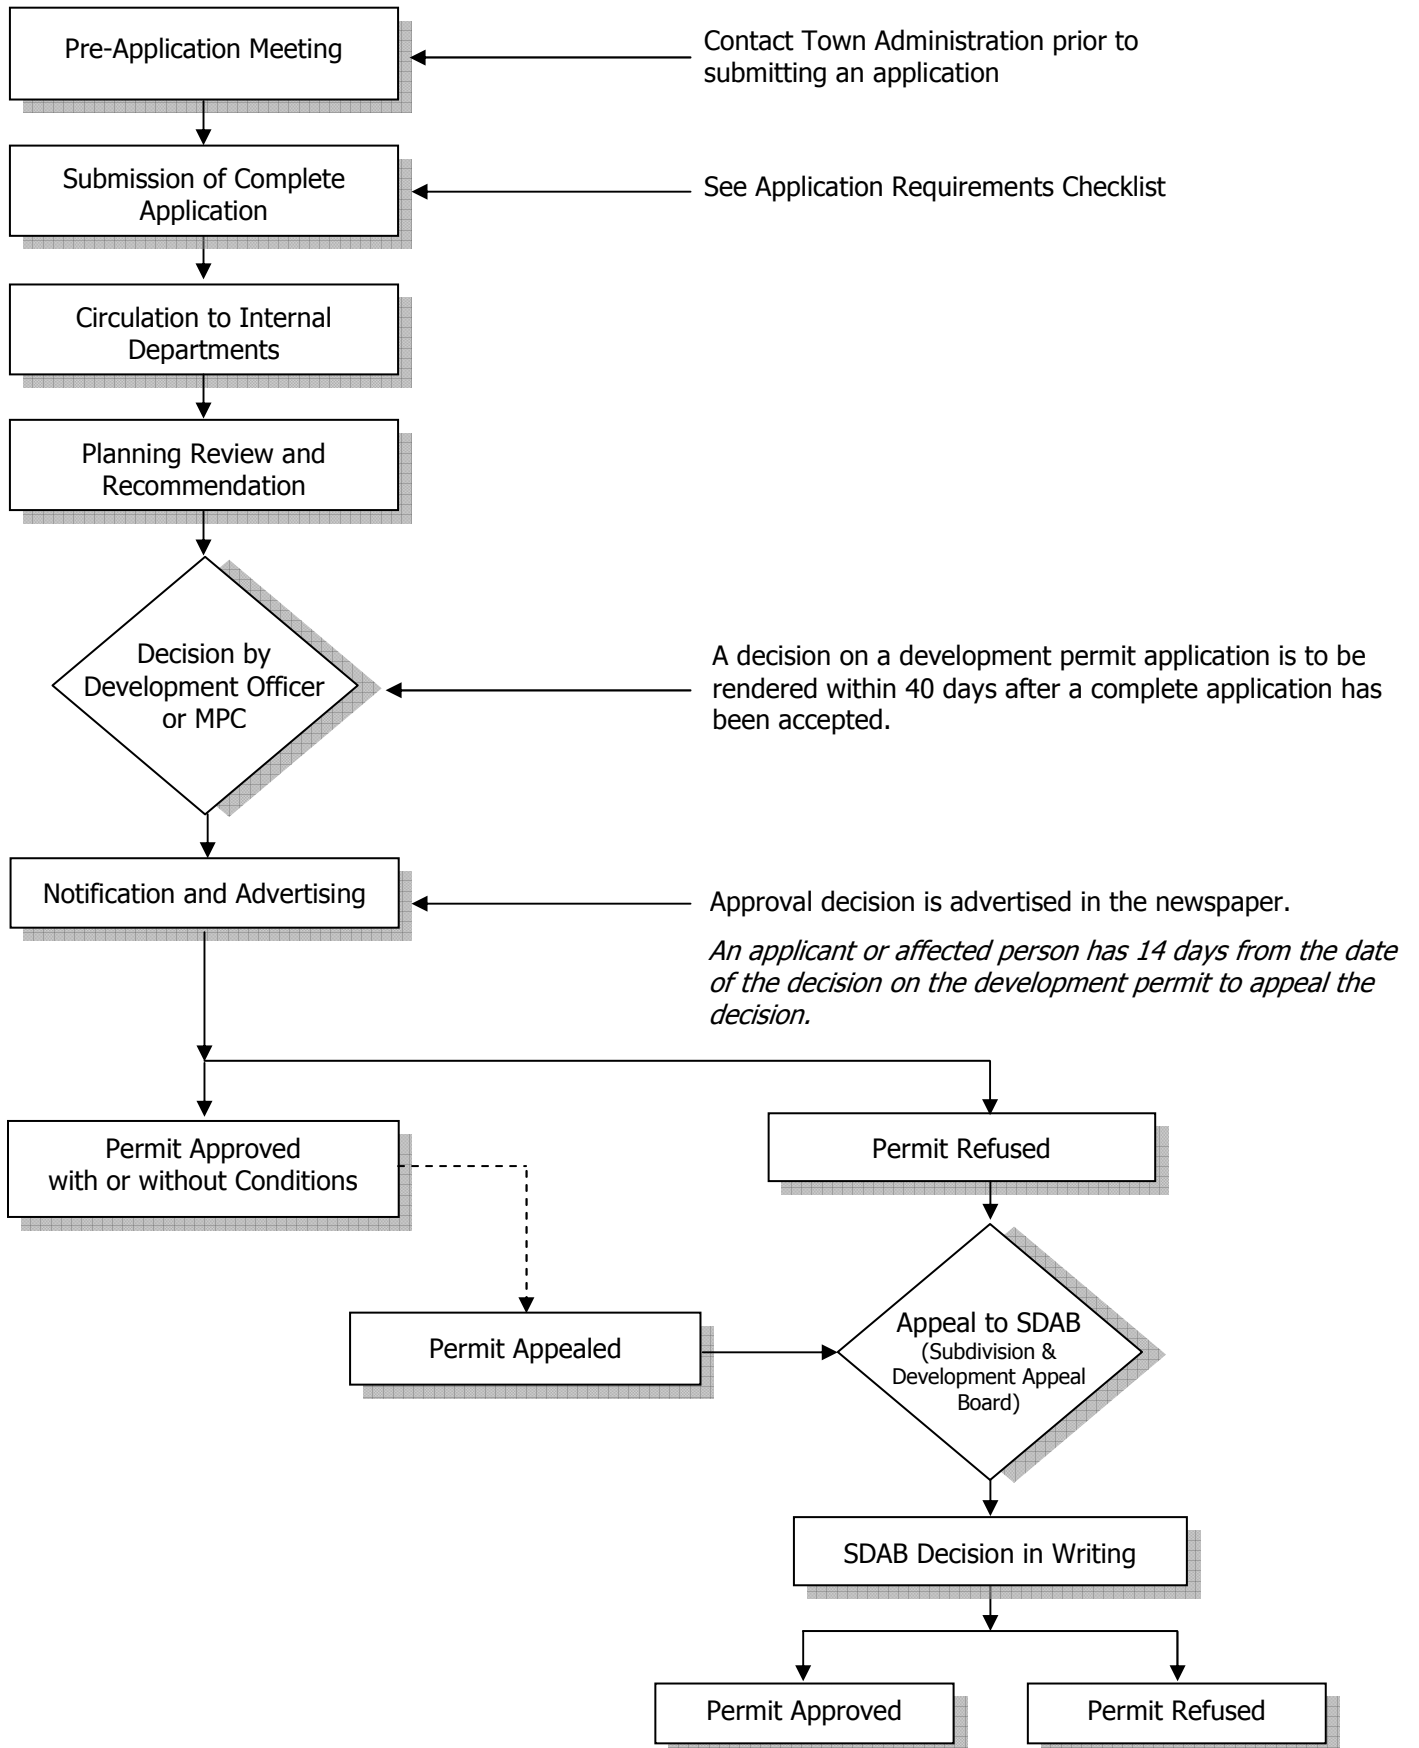 Pre-Application Meeting
Contact Town Administration prior to
submitting an application
Submission of Complete
Application
See Application Requirements Checklist
Circulation to Internal
Departments
Planning Review and
Recommendation
Decision by
Development Officer
or MPC
A decision on a development permit application is to be
rendered within 40 days after a complete application has
been accepted.
Notification and Advertising
Approval decision is advertised in the newspaper.
An applicant or affected person has 14 days from the date
of the decision on the development permit to appeal the
decision.
Permit Approved
with or without Conditions
Permit Refused
Permit Appealed
Appeal to SDAB
(Subdivision &
Development Appeal
Board)
SDAB Decision in Writing
Permit Approved
Permit Refused